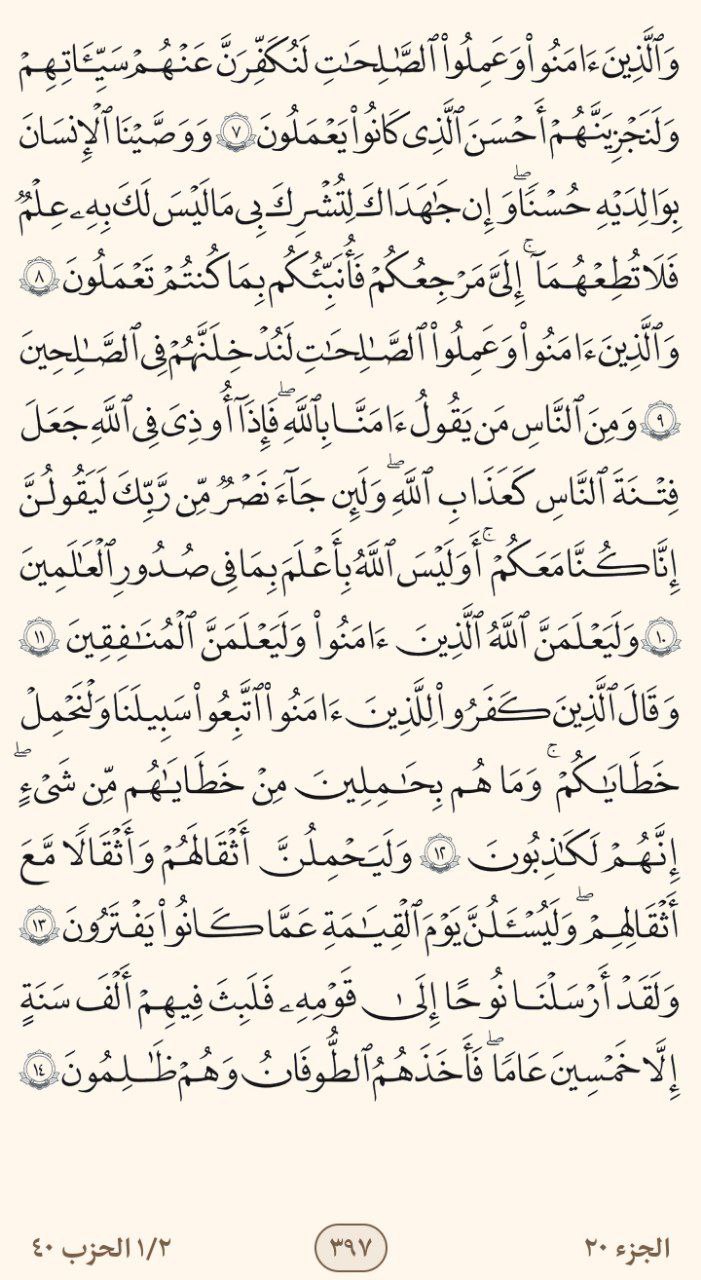 وَٱلَّذِينَ ءَامَنُوا۟ وَعَمِلُوا۟ ٱلصَّـٰلِحَـٰتِ لَنُكَفِّرَنَّ عَنْهُمْ سَيِّـَٔاتِهِمْ
وَلَنَجْزِيَنَّهُمْ أَحْسَنَ ٱلَّذِى كَانُوا۟ يَعْمَلُونَ ٧ وَوَصَّيْنَا ٱلْإِنسَـٰنَ
بِوَٰلِدَيْهِ حُسْنًا ۖ وَإِن جَـٰهَدَاكَ لِتُشْرِكَ بِى مَا لَيْسَ لَكَ بِهِۦ عِلْمٌ
فَلَا تُطِعْهُمَآ ۚ إِلَىَّ مَرْجِعُكُمْ فَأُنَبِّئُكُم بِمَا كُنتُمْ تَعْمَلُونَ ٨
وَٱلَّذِينَ ءَامَنُوا۟ وَعَمِلُوا۟ ٱلصَّـٰلِحَـٰتِ لَنُدْخِلَنَّهُمْ فِى ٱلصَّـٰلِحِينَ
٩ وَمِنَ ٱلنَّاسِ مَن يَقُولُ ءَامَنَّا بِٱللَّهِ ۖ فَإِذَآ أُوذِىَ فِى ٱللَّهِ جَعَلَ
فِتْنَةَ ٱلنَّاسِ كَعَذَابِ ٱللَّهِ ۖ وَلَئِن جَآءَ نَصْرٌ مِّن رَّبِّكَ لَيَقُولُنَّ
إِنَّا كُنَّا مَعَكُمْ ۚ أَوَلَيْسَ ٱللَّهُ بِأَعْلَمَ بِمَا فِى صُدُورِ ٱلْعَـٰلَمِينَ
١٠ وَلَيَعْلَمَنَّ ٱللَّهُ ٱلَّذِينَ ءَامَنُوا۟ وَلَيَعْلَمَنَّ ٱلْمُنَـٰفِقِينَ ١١
وَقَالَ ٱلَّذِينَ كَفَرُوا۟ لِلَّذِينَ ءَامَنُوا۟ ٱتَّبِعُوا۟ سَبِيلَنَا وَلْنَحْمِلْ
خَطَـٰيَـٰكُمْ ۚ وَمَا هُم بِحَـٰمِلِينَ مِنْ خَطَـٰيَـٰهُم مِّن شَىْءٍ ۖ
إِنَّهُمْ لَكَـٰذِبُونَ ١٢ وَلَيَحْمِلُنَّ أَثْقَالَهُمْ وَأَثْقَالًا مَّعَ
أَثْقَالِهِمْ ۖ وَلَيُسْـَٔلُنَّ يَوْمَ ٱلْقِيَـٰمَةِ عَمَّا كَانُوا۟ يَفْتَرُونَ ١٣
وَلَقَدْ أَرْسَلْنَا نُوحًا إِلَىٰ قَوْمِهِۦ فَلَبِثَ فِيهِمْ أَلْفَ سَنَةٍ
إِلَّا خَمْسِينَ عَامًا ۖ فَأَخَذَهُمُ ٱلطُّوفَانُ وَهُمْ ظَـٰلِمُونَ ١٤
الجزء ٢٠ ٣٩٧ ١/٢ الحزب ٤٠